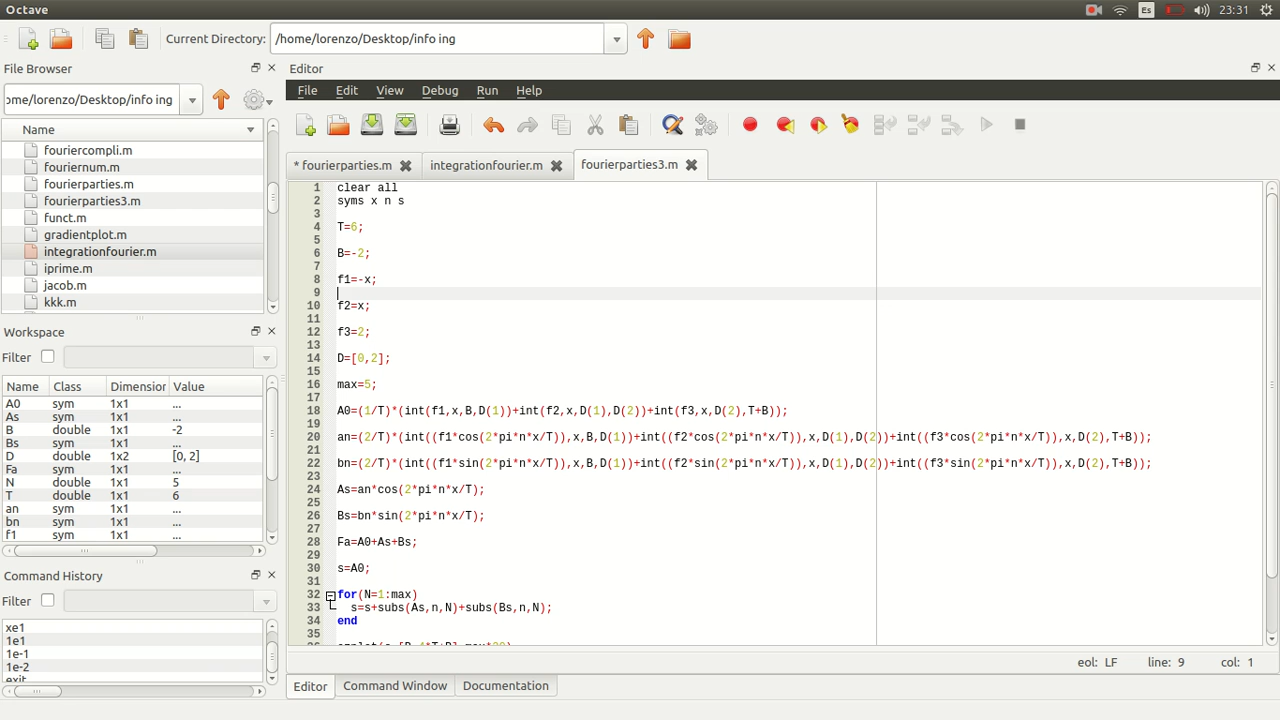 Octave
Es
23:31
Current Directory:
/home/lorenzo/Desktop/info ing
File Browser
ome/lorenzo/Desktop/info ing
Name
fouriercompli.m
fouriernum.m
fourierparties.m
fourierparties3.m
funct.m
gradientplot.m
integrationfourier.m
iprime.m
jacob.m
kkk.m
Workspace
Filter
Name Class Dimension Value
A0 sym 1x1 ...
As sym 1x1 ...
B double 1x1 -2
Bs sym 1x1 ...
D double 1x2 [0, 2]
Fa sym 1x1 ...
N double 1x1 5
T double 1x1 6
an sym 1x1 ...
bn sym 1x1 ...
f1 sym 1x1 ...
Command History
Filter
xe1
1e1
1e-1
1e-2
exit
Editor
File Edit View Debug Run Help
* fourierparties.m integrationfourier.m fourierparties3.m
1 clear all
2 syms x n s
3
4 T=6;
5
6 B=-2;
7
8 f1=-x;
9
10 f2=x;
11
12 f3=2;
13
14 D=[0,2];
15
16 max=5;
17
18 A0=(1/T)*(int(f1,x,B,D(1))+int(f2,x,D(1),D(2))+int(f3,x,D(2),T+B));
19
20 an=(2/T)*(int((f1*cos(2*pi*n*x/T)),x,B,D(1))+int((f2*cos(2*pi*n*x/T)),x,D(1),D(2))+int((f3*cos(2*pi*n*x/T)),x,D(2),T+B));
21
22 bn=(2/T)*(int((f1*sin(2*pi*n*x/T)),x,B,D(1))+int((f2*sin(2*pi*n*x/T)),x,D(1),D(2))+int((f3*sin(2*pi*n*x/T)),x,D(2),T+B));
23
24 As=an*cos(2*pi*n*x/T);
25
26 Bs=bn*sin(2*pi*n*x/T);
27
28 Fa=A0+As+Bs;
29
30 s=A0;
31
32 for(N=1:max)
33 s=s+subs(As,n,N)+subs(Bs,n,N);
34 end
35
eol: LF line: 9 col: 1
Editor Command Window Documentation